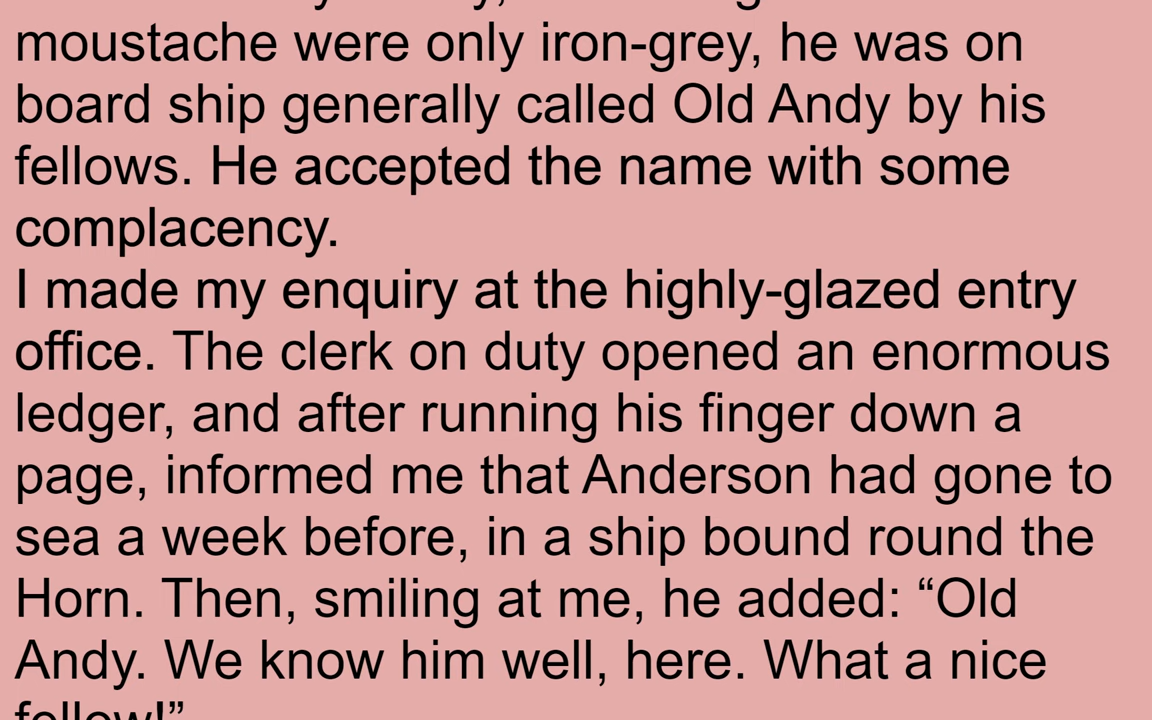 moustache were only iron-grey, he was on
board ship generally called Old Andy by his
fellows. He accepted the name with some
complacency.
I made my enquiry at the highly-glazed entry
office. The clerk on duty opened an enormous
ledger, and after running his finger down a
page, informed me that Anderson had gone to
sea a week before, in a ship bound round the
Horn. Then, smiling at me, he added: “Old
Andy. We know him well, here. What a nice
fellow!”